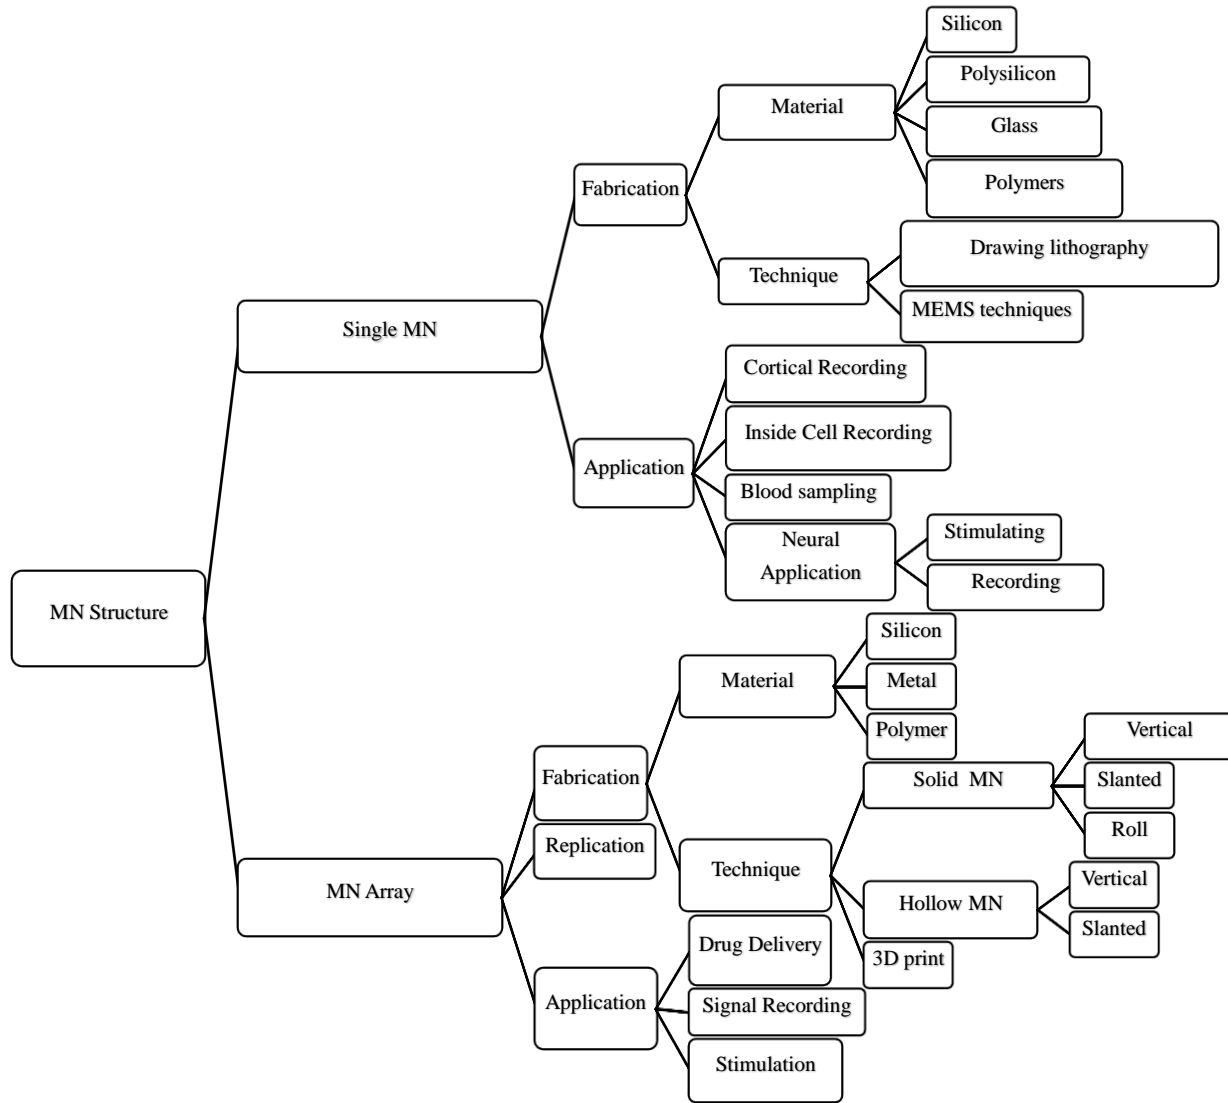 Silicon
Polysilicon
Material
Glass
Polymers
Fabrication
Drawing lithography
Technique
MEMS techniques
Single MN
Cortical Recording
Inside Cell Recording
Application
Blood sampling
Neural
Application
Stimulating
Recording
MN Structure
Silicon
Material
Metal
Polymer
Vertical
Fabrication
Solid MN
Slanted
Roll
Replication
Technique
MN Array
Vertical
Hollow MN
Slanted
Drug Delivery
3D print
Application
Signal Recording
Stimulation